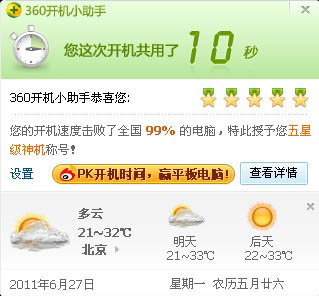 360开机小助手
您这次开机共用了 10 秒
360开机小助手恭喜您:
您的开机速度击败了全国 99% 的电脑，特此授予您五星
级神机称号！
设置
PK开机时间，赢平板电脑！
查看详情
多云
21~32℃
北京
明天
21~33℃
后天
22~33℃
2011年6月27日
星期一 农历五月廿六